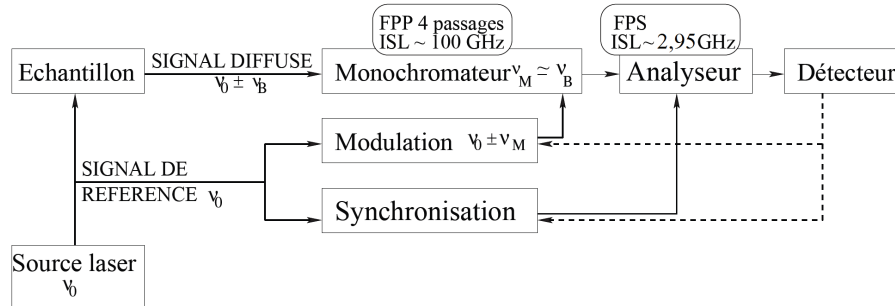 FPP 4 passages
ISL ~ 100 GHz
FPS
ISL~2,95GHz
Echantillon
SIGNAL DIFFUSE
ν0 ± νB
Monochromateur νM ≃ νB
Analyseur
Détecteur
Modulation ν0 ± νM
SIGNAL DE
REFERENCE ν0
Synchronisation
Source laser
ν0